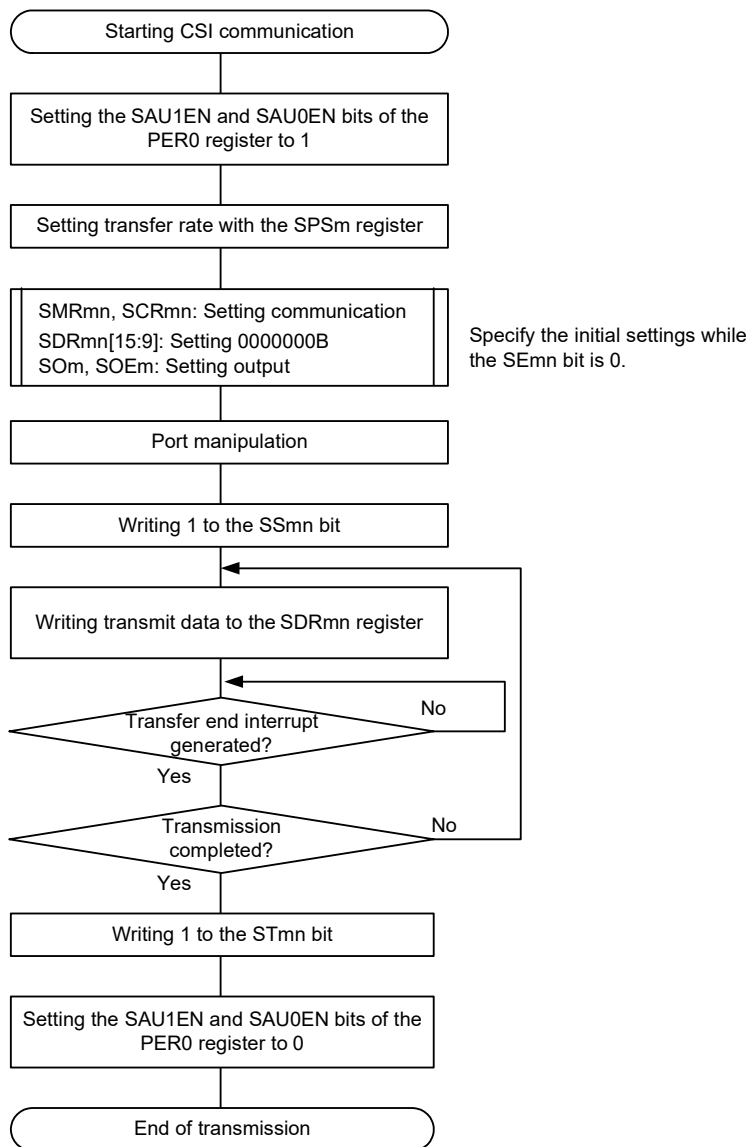 Starting CSI communication
Setting the SAU1EN and SAU0EN bits of the
PER0 register to 1
Setting transfer rate with the SPSm register
SMRmn, SCRmn: Setting communication
SDRmn[15:9]: Setting 0000000B
SOm, SOEm: Setting output
Specify the initial settings while
the SEmn bit is 0.
Port manipulation
Writing 1 to the SSmn bit
Writing transmit data to the SDRmn register
No
Transfer end interrupt
generated?
Yes
No
Transmission
completed?
Yes
Writing 1 to the STmn bit
Setting the SAU1EN and SAU0EN bits of the
PER0 register to 0
End of transmission